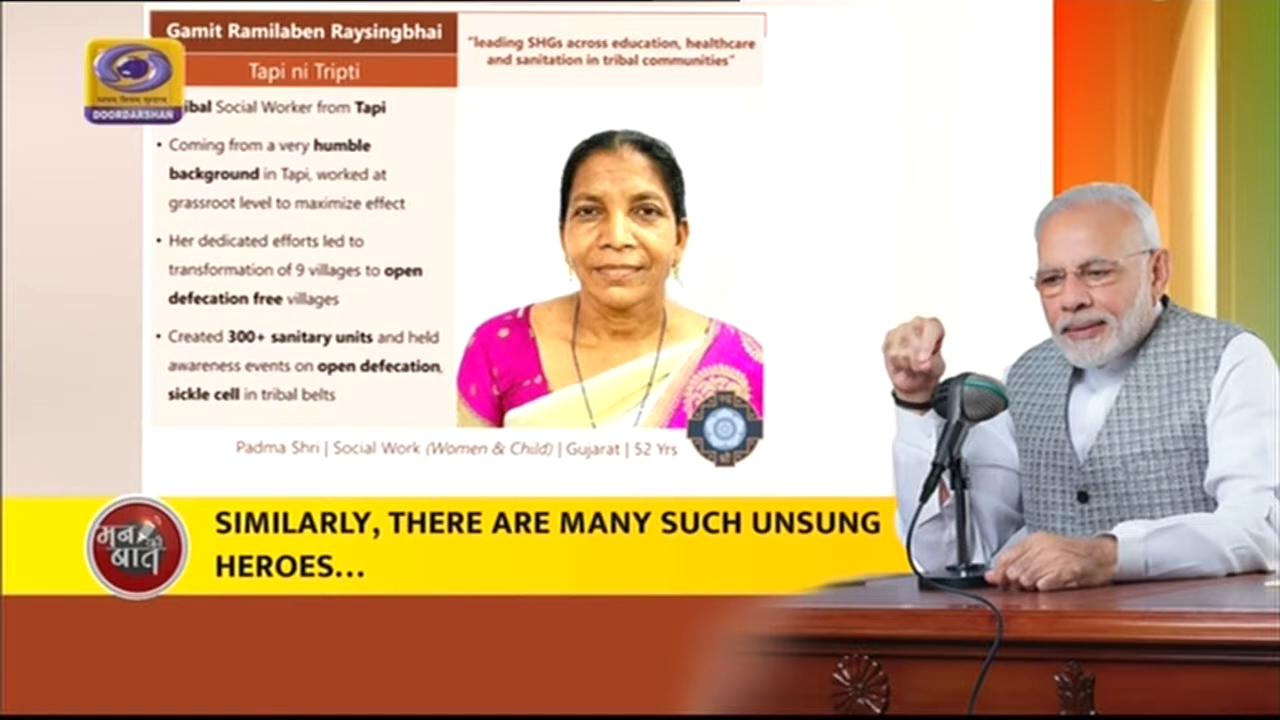 Gamit Ramilaben Raysingbhai
Tapi ni Tripti
"leading SHGs across education, healthcare
and sanitation in tribal communities"
सत्यम् शिवम् सुन्दरम्
DOORDARSHAN
ibal Social Worker from Tapi
• Coming from a very humble
background in Tapi, worked at
grassroot level to maximize effect
• Her dedicated efforts led to
transformation of 9 villages to open
defecation free villages
• Created 300+ sanitary units and held
awareness events on open defecation,
sickle cell in tribal belts
Padma Shri | Social Work (Women & Child) | Gujarat | 52 Yrs
मन
की
बात
SIMILARLY, THERE ARE MANY SUCH UNSUNG
HEROES...